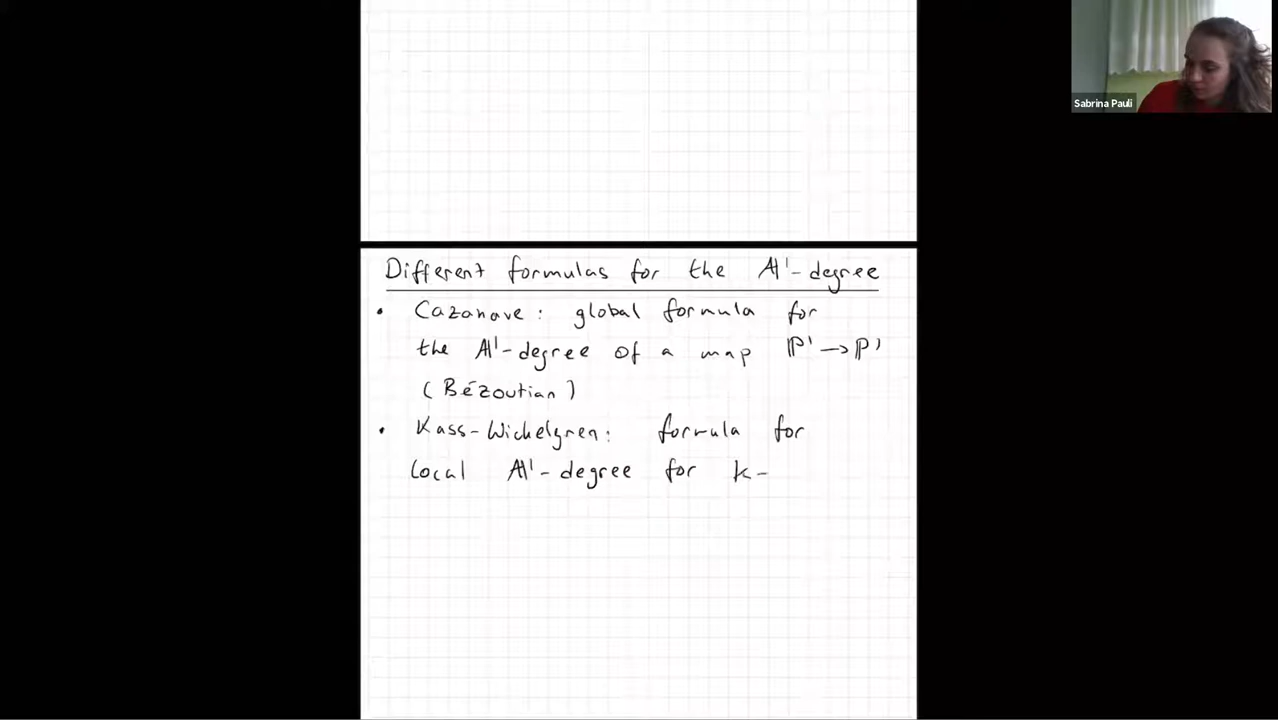 Sabrina Pauli
Different formulas for the A¹-degree
• Cazanave: global formula for
the A¹-degree of a map P¹→P¹
(Bézoutian)
• Kass-Wickelgren: formula for
local A¹-degree for k-